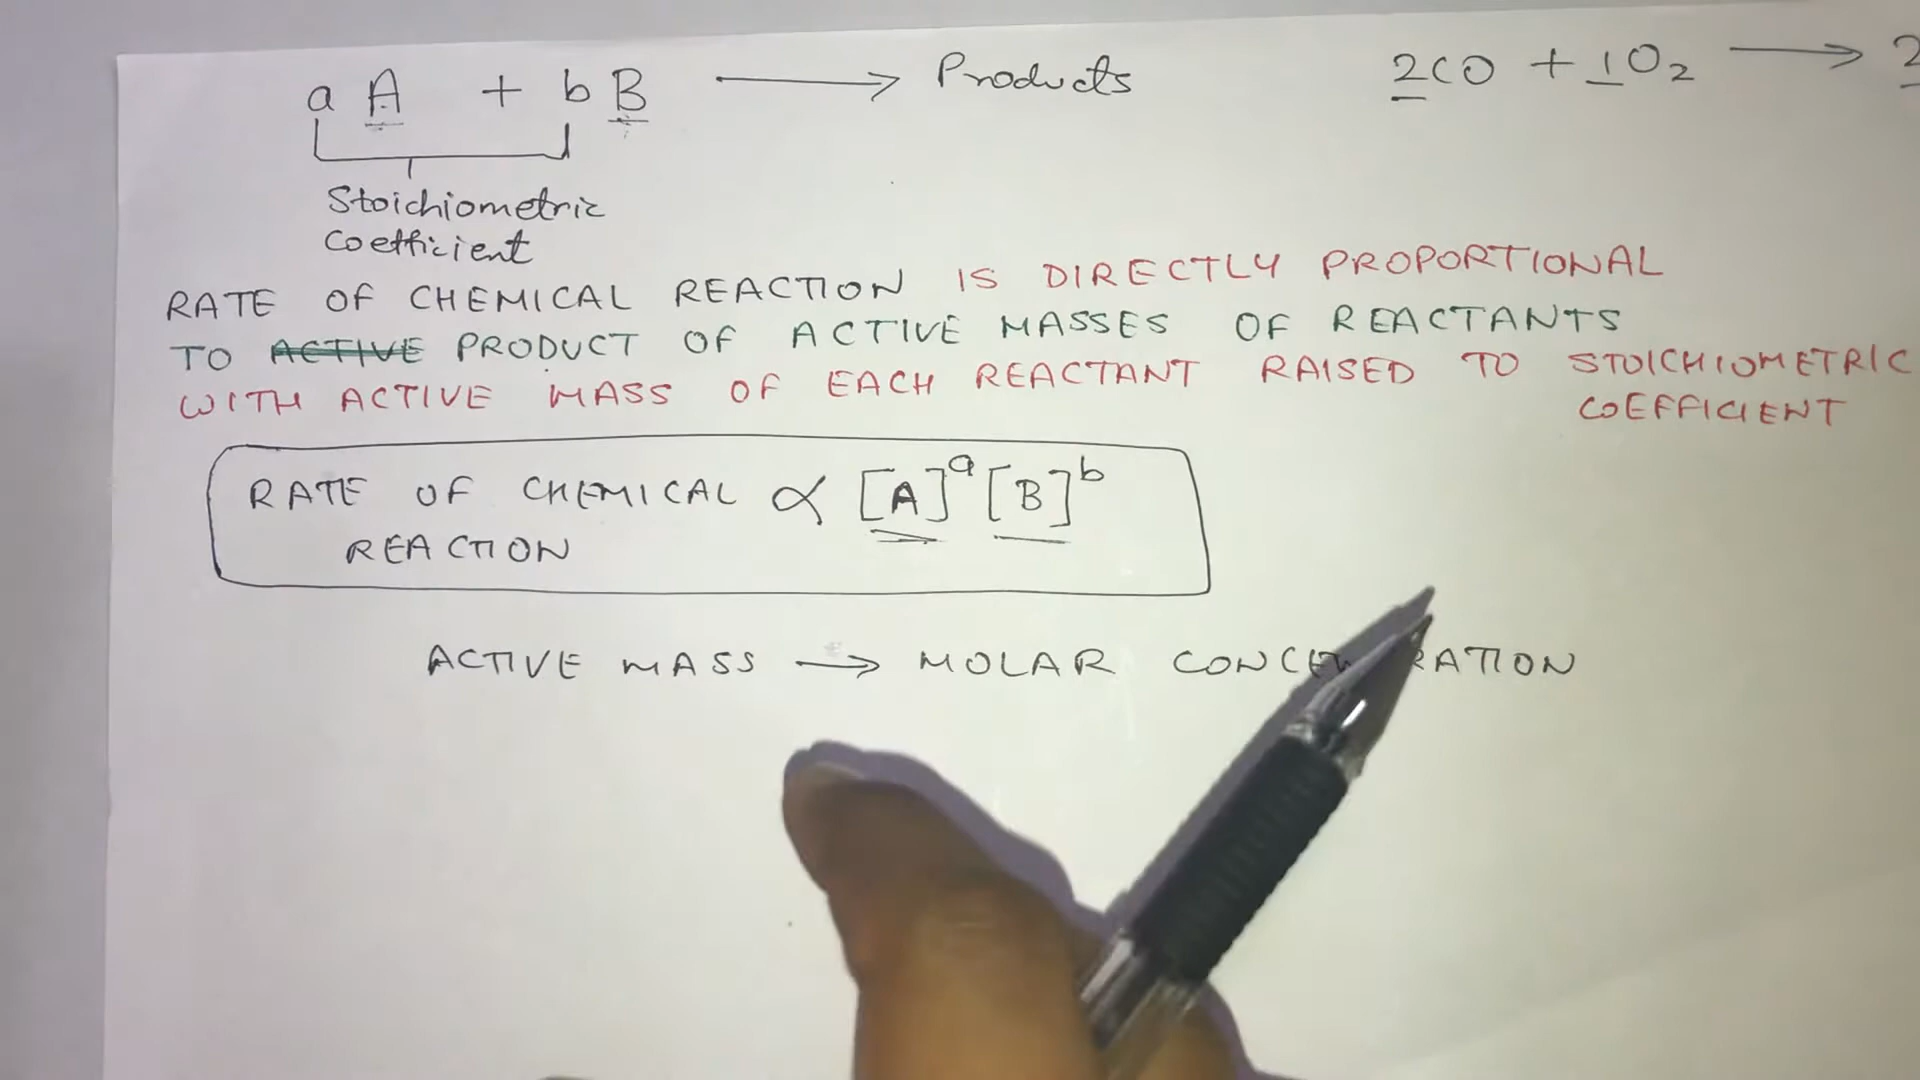 a A + b B → Products
2CO + 1O₂ → 2
Stoichiometric
Coefficient
RATE OF CHEMICAL REACTION IS DIRECTLY PROPORTIONAL
TO ACTIVE PRODUCT OF ACTIVE MASSES OF REACTANTS
WITH ACTIVE MASS OF EACH REACTANT RAISED TO STOICHIOMETRIC
COEFFICIENT
RATE OF CHEMICAL ∝ [A]ᵃ [B]ᵇ
REACTION
ACTIVE MASS → MOLAR